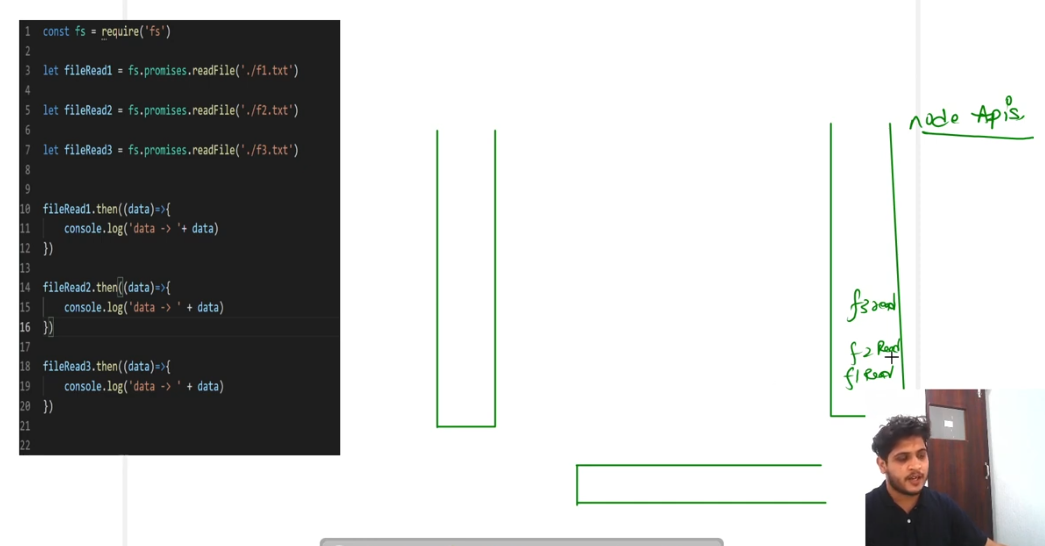 1 const fs = require('fs')
2
3 let fileRead1 = fs.promises.readFile('./f1.txt')
4
5 let fileRead2 = fs.promises.readFile('./f2.txt')
6
7 let fileRead3 = fs.promises.readFile('./f3.txt')
8
9
10 fileRead1.then((data)=>{
11 console.log('data -> '+ data)
12 })
13
14 fileRead2.then((data)=>{
15 console.log('data -> ' + data)
16 })
17
18 fileRead3.then((data)=>{
19 console.log('data -> ' + data)
20 })
21
22
node Apis
f3 read
f2 Read
f1 Read